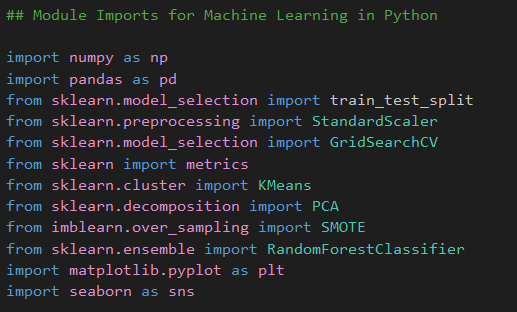 ## Module Imports for Machine Learning in Python
import numpy as np
import pandas as pd
from sklearn.model_selection import train_test_split
from sklearn.preprocessing import StandardScaler
from sklearn.model_selection import GridSearchCV
from sklearn import metrics
from sklearn.cluster import KMeans
from sklearn.decomposition import PCA
from imblearn.over_sampling import SMOTE
from sklearn.ensemble import RandomForestClassifier
import matplotlib.pyplot as plt
import seaborn as sns